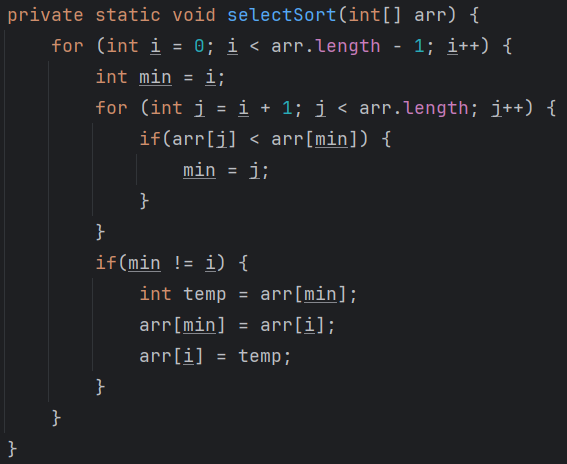 private static void selectSort(int[] arr) {
    for (int i = 0; i < arr.length - 1; i++) {
        int min = i;
        for (int j = i + 1; j < arr.length; j++) {
            if(arr[j] < arr[min]) {
                min = j;
            }
        }
        if(min != i) {
            int temp = arr[min];
            arr[min] = arr[i];
            arr[i] = temp;
        }
    }
}